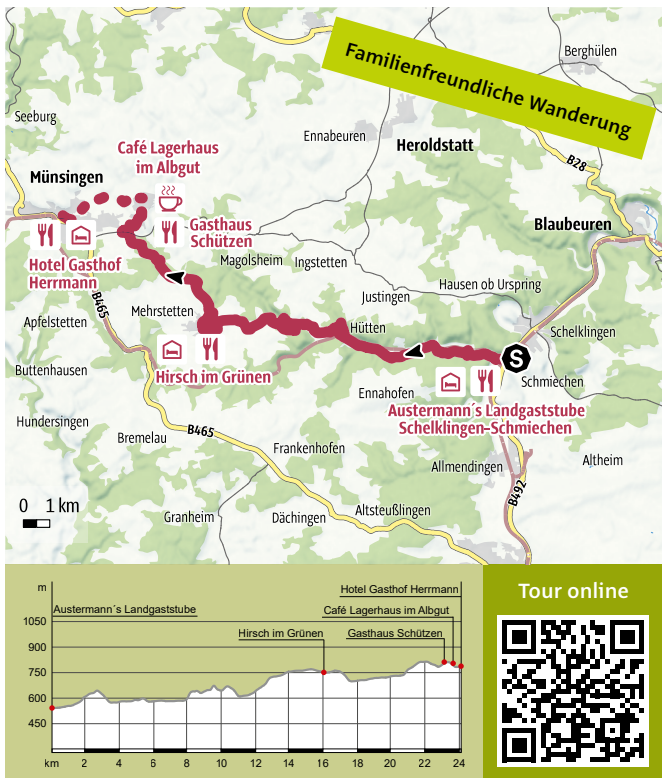 Familienfreundliche Wanderung
Berghülen
Seeburg
Ennabeuren
Heroldstatt
B28
Café Lagerhaus
im Albgut
Münsingen
Blaubeuren
Gasthaus
Schützen
Hotel Gasthof
Herrmann
Magolsheim
Ingstetten
Hausen ob Urspring
Justingen
B465
Mehrstetten
Apfelstetten
Hütten
Schelklingen
S
Buttenhausen
Hirsch im Grünen
Schmiechen
Ennahofen
Austermann´s Landgaststube
Schelklingen-Schmiechen
Hundersingen
B465
Bremelau
Frankenhofen
Allmendingen
Altheim
B492
0 1 km
Granheim
Dächingen
Altsteußlingen
m
Hotel Gasthof Herrmann
Austermann´s Landgaststube
Café Lagerhaus im Albgut
Hirsch im Grünen
Gasthaus Schützen
1050
900
750
600
450
km 2 4 6 8 10 12 14 16 18 20 22 24
Tour online